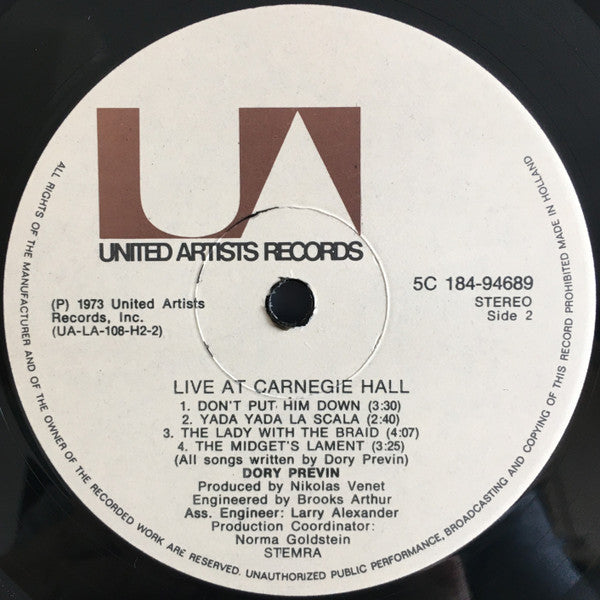 UA
UNITED ARTISTS RECORDS
5C 184-94689
STEREO
Side 2
(P) 1973 United Artists
Records, Inc.
(UA-LA-108-H2-2)
LIVE AT CARNEGIE HALL
1. DON'T PUT HIM DOWN (3:30)
2. YADA YADA LA SCALA (2:40)
3. THE LADY WITH THE BRAID (4:07)
4. THE MIDGET'S LAMENT (3:25)
(All songs written by Dory Previn)
DORY PREVIN
Produced by Nikolas Venet
Engineered by Brooks Arthur
Ass. Engineer: Larry Alexander
Production Coordinator:
Norma Goldstein
STEMRA
ALL RIGHTS OF THE MANUFACTURER AND OF THE OWNER OF THE RECORDED WORK ARE RESERVED. UNAUTHORIZED PUBLIC PERFORMANCE, BROADCASTING AND COPYING OF THIS RECORD PROHIBITED MADE IN HOLLAND